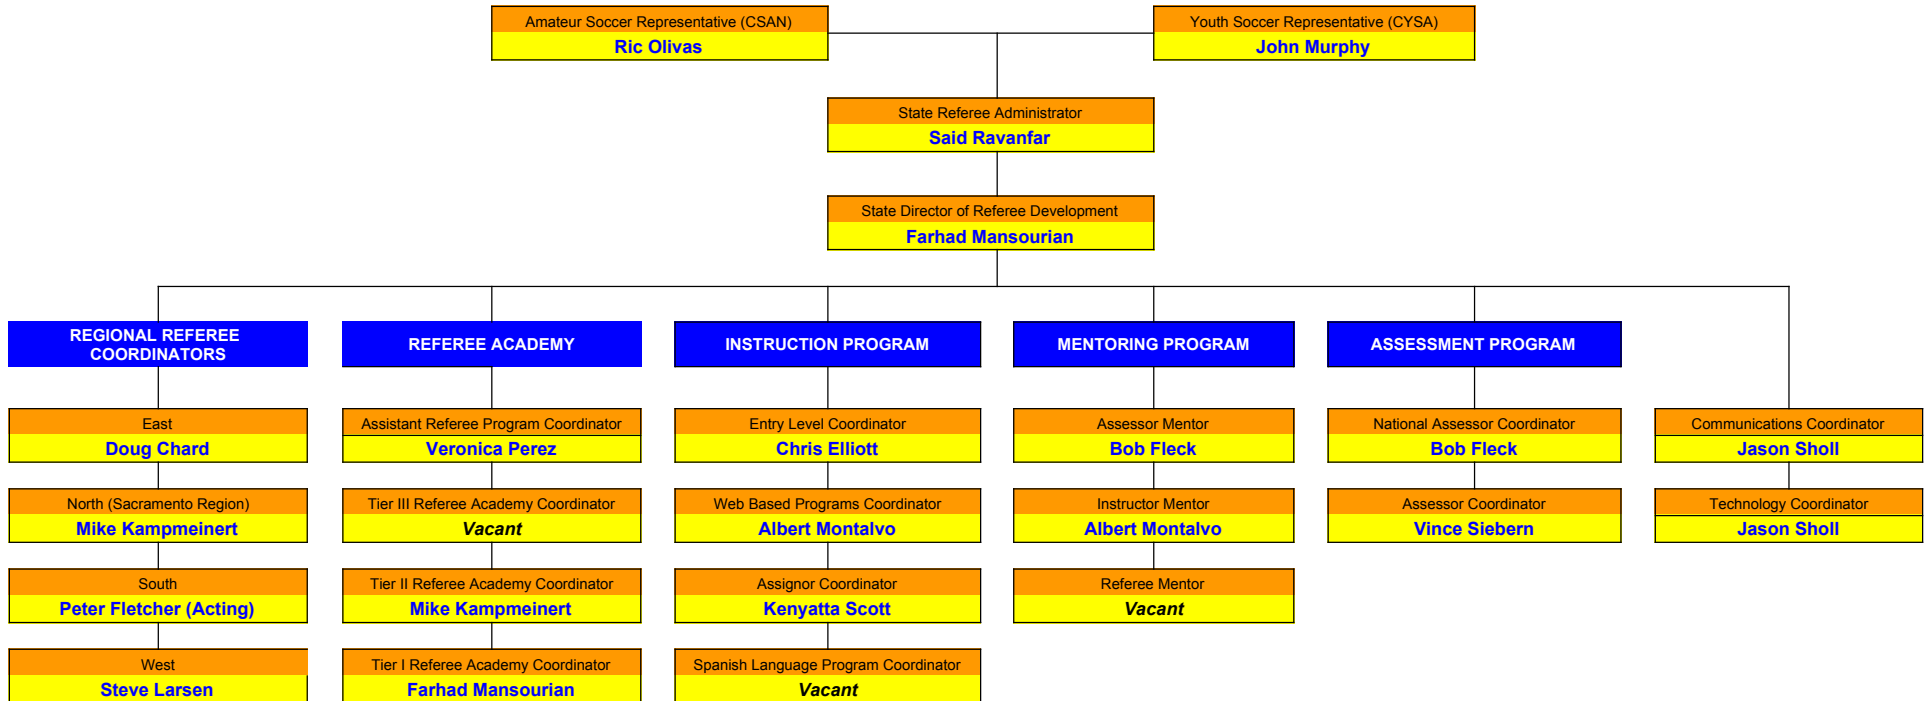 Amateur Soccer Representative (CSAN)
Ric Olivas
Youth Soccer Representative (CYSA)
John Murphy
State Referee Administrator
Said Ravanfar
State Director of Referee Development
Farhad Mansourian
REGIONAL REFEREE
COORDINATORS
East
Doug Chard
North (Sacramento Region)
Mike Kampmeinert
South
Peter Fletcher (Acting)
West
Steve Larsen
REFEREE ACADEMY
Assistant Referee Program Coordinator
Veronica Perez
Tier III Referee Academy Coordinator
Vacant
Tier II Referee Academy Coordinator
Mike Kampmeinert
Tier I Referee Academy Coordinator
Farhad Mansourian
INSTRUCTION PROGRAM
Entry Level Coordinator
Chris Elliott
Web Based Programs Coordinator
Albert Montalvo
Assignor Coordinator
Kenyatta Scott
Spanish Language Program Coordinator
Vacant
MENTORING PROGRAM
Assessor Mentor
Bob Fleck
Instructor Mentor
Albert Montalvo
Referee Mentor
Vacant
ASSESSMENT PROGRAM
National Assessor Coordinator
Bob Fleck
Assessor Coordinator
Vince Siebern
Communications Coordinator
Jason Sholl
Technology Coordinator
Jason Sholl